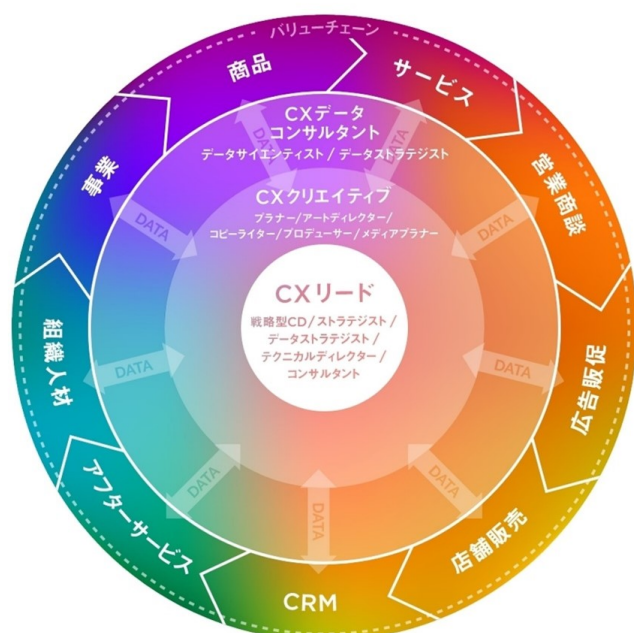 バリューチェーン
商品
サービス
営業商談
広告販促
店舗販売
CRM
アフターサービス
組織人材
事業
CXデータ
コンサルタント
データサイエンティスト / データストラテジスト
CXクリエイティブ
プラナー/アートディレクター/
コピーライター/プロデューサー/メディアプラナー
CXリード
戦略型CD/ストラテジスト/
データストラテジスト/
テクニカルディレクター/
コンサルタント
DATA
DATA
DATA
DATA
DATA
DATA
DATA
DATA
DATA